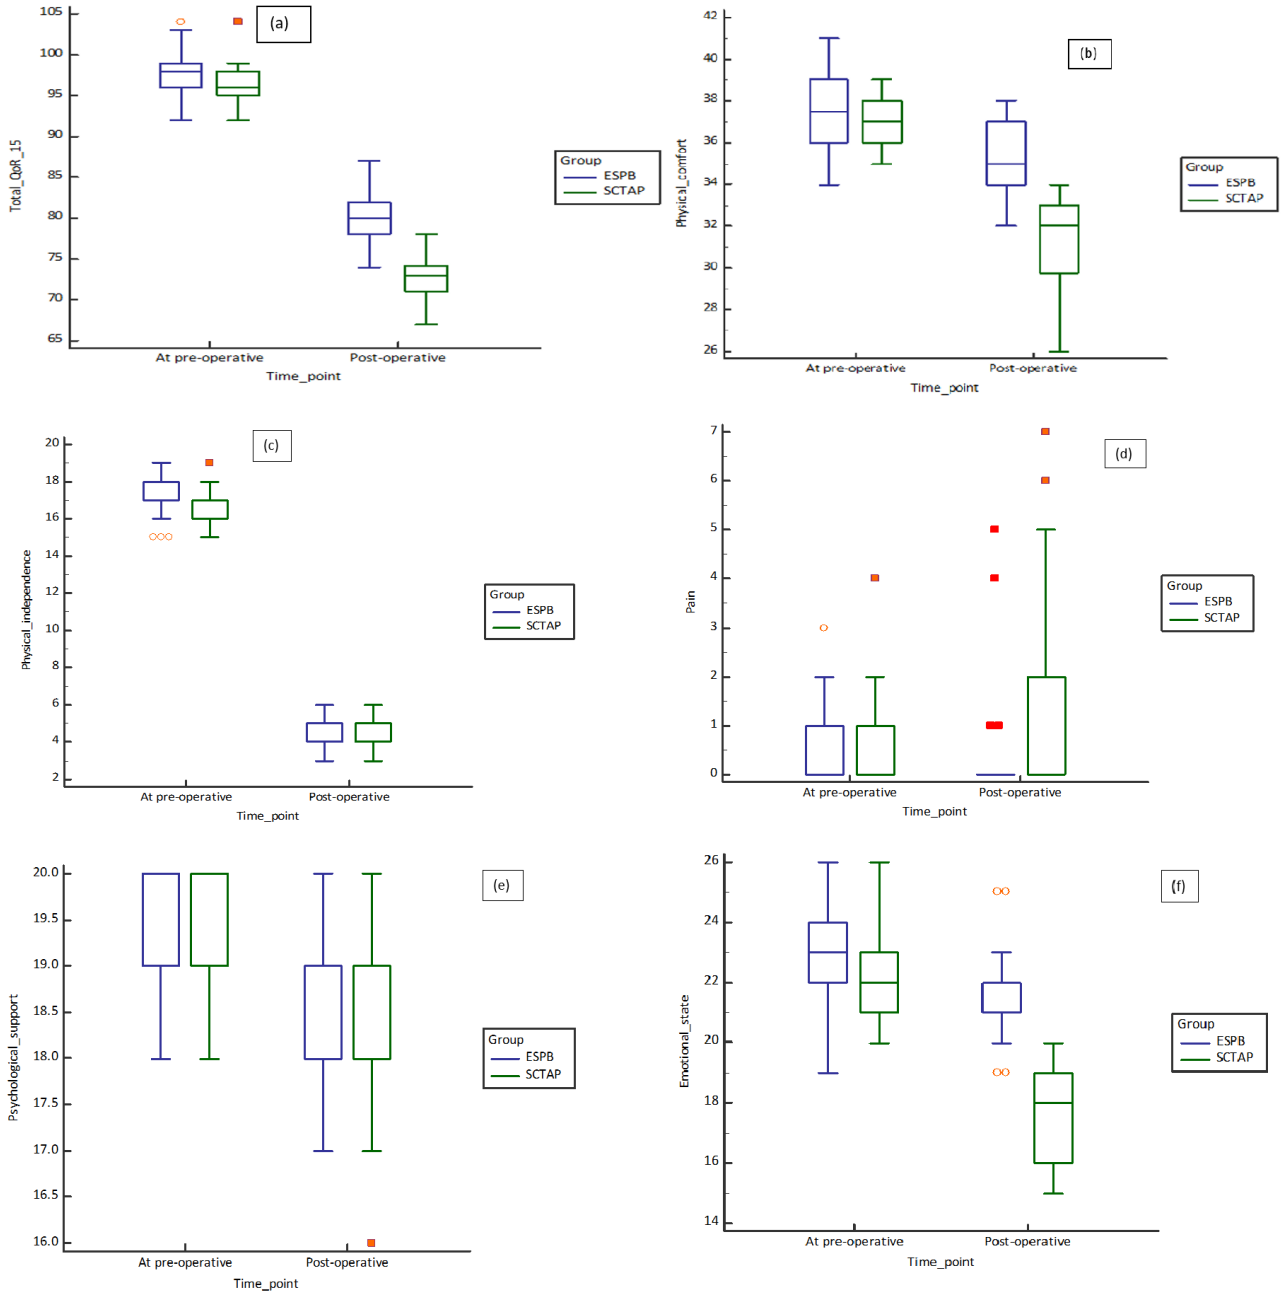 (a)
105
100
95
90
85
80
75
70
65
Total_QoR_15
At pre-operative Post-operative
Time_point
Group
ESPB
SCTAP
(b)
42
40
38
36
34
32
30
28
26
Physical_comfort
At pre-operative Post-operative
Time_point
Group
ESPB
SCTAP
(c)
20
18
16
14
12
10
8
6
4
2
Physical_independence
At pre-operative Post-operative
Time_point
Group
ESPB
SCTAP
(d)
7
6
5
4
3
2
1
0
Pain
At pre-operative Post-operative
Time_point
Group
ESPB
SCTAP
(e)
20.0
19.5
19.0
18.5
18.0
17.5
17.0
16.5
16.0
Psychological_support
At pre-operative Post-operative
Time_point
Group
ESPB
SCTAP
(f)
26
24
22
20
18
16
14
Emotional_state
At pre-operative Post-operative
Time_point
Group
ESPB
SCTAP